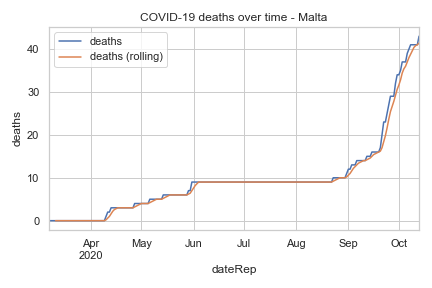 COVID-19 deaths over time - Malta
deaths
deaths (rolling)
deaths
40
30
20
10
0
Apr May Jun Jul Aug Sep Oct
2020
dateRep